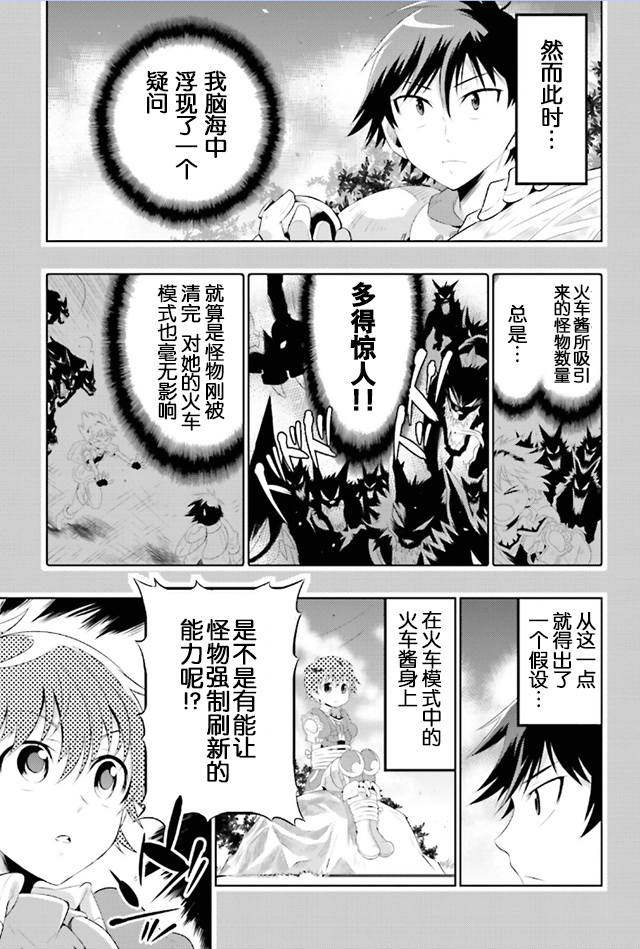 然而此时…
我脑海中
浮现了一个
疑问
火车酱所吸引
来的怪物数量
总是…
多得惊人!!
就算是怪物刚被
清完 对她的火车
模式也毫无影响
从这一点
就得出了
一个假设…
在火车模式中的
火车酱身上
是不是有能让
怪物强制刷新的
能力呢!?